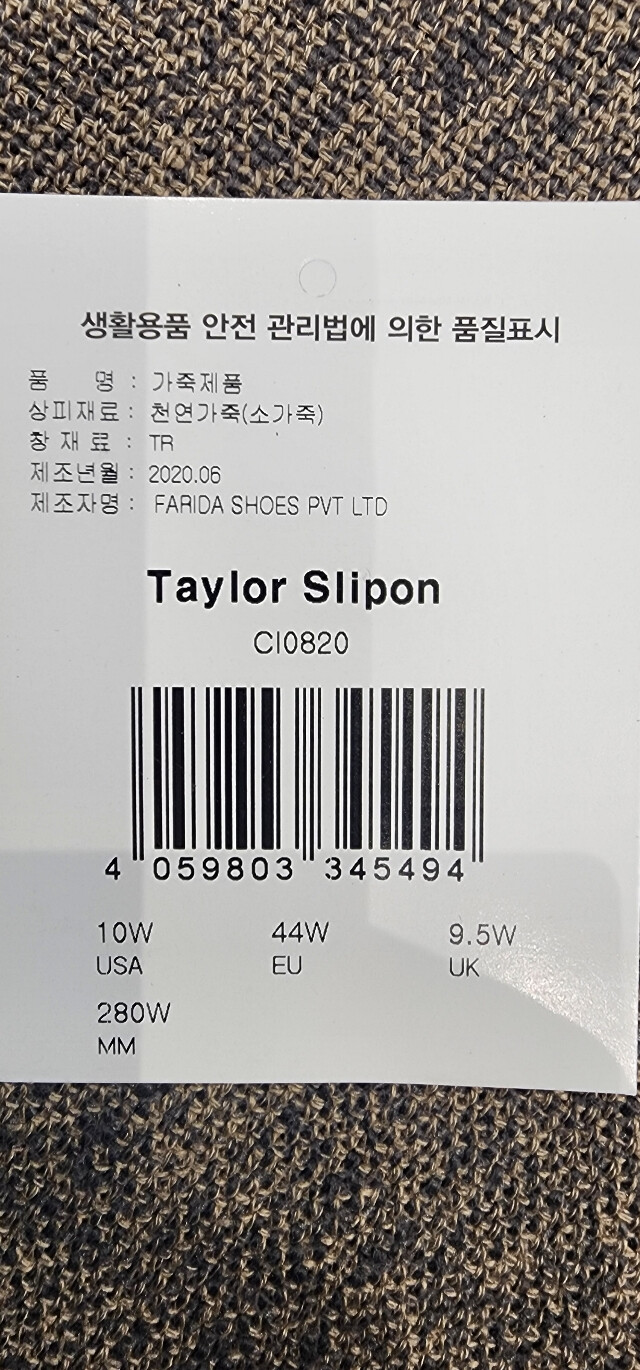 생활용품 안전 관리법에 의한 품질표시
품 명 : 가죽제품
상피재료 : 천연가죽(소가죽)
창 재 료 : TR
제조년월 : 2020.06
제조자명 : FARIDA SHOES PVT LTD
Taylor Slipon
CI0820
4 059803 345494
10W 44W 9.5W
USA EU UK
280W
MM